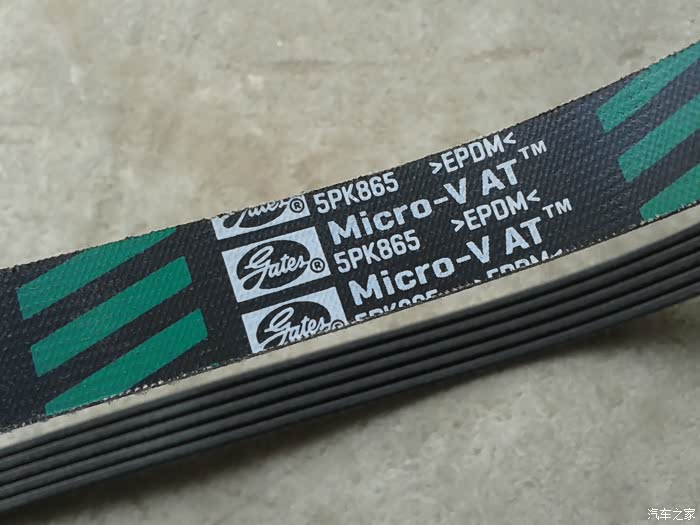 Gates® 5PK865 >EPDM<
Micro-V AT™
Gates® 5PK865 >EPDM<
Micro-V AT™
Gates
汽车之家